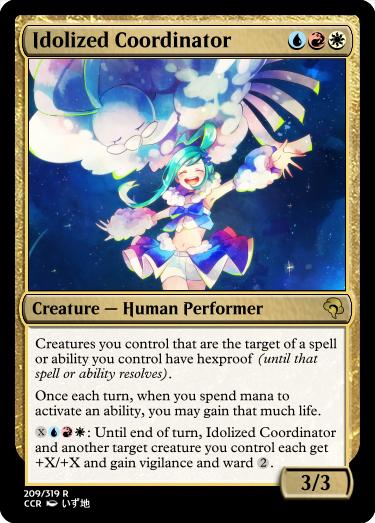 Idolized Coordinator
Creature — Human Performer
Creatures you control that are the target of a spell
or ability you control have hexproof (until that
spell or ability resolves).
Once each turn, when you spend mana to
activate an ability, you may gain that much life.
X: Until end of turn, Idolized Coordinator
and another target creature you control each get
+X/+X and gain vigilance and ward 2.
3/3
209/319 R
CCR いず地